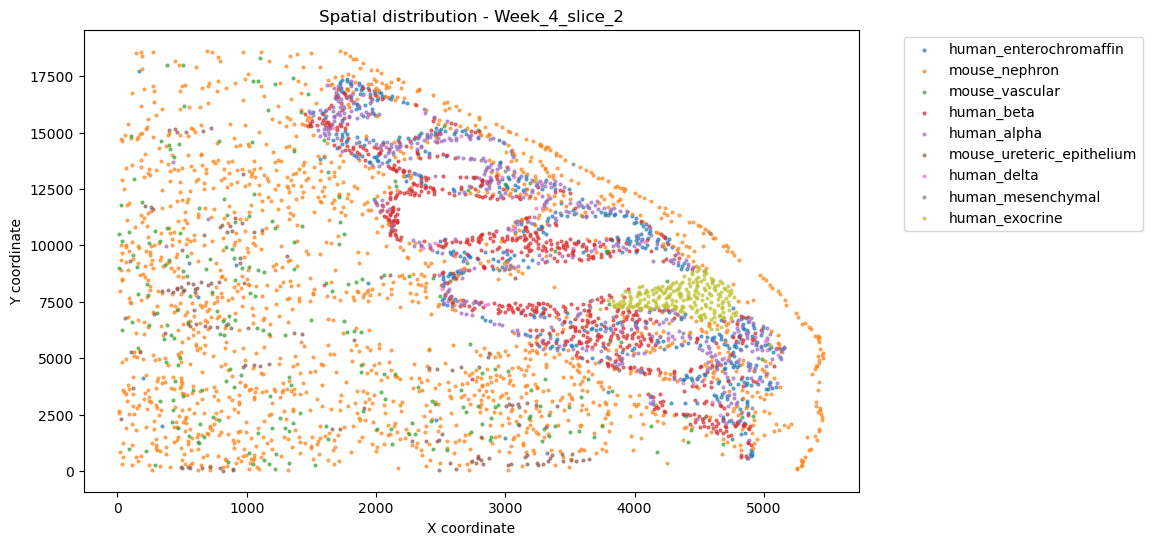 Spatial distribution - Week_4_slice_2
Y coordinate
17500
15000
12500
10000
7500
5000
2500
0
0 1000 2000 3000 4000 5000
X coordinate
human_enterochromaffin
mouse_nephron
mouse_vascular
human_beta
human_alpha
mouse_ureteric_epithelium
human_delta
human_mesenchymal
human_exocrine